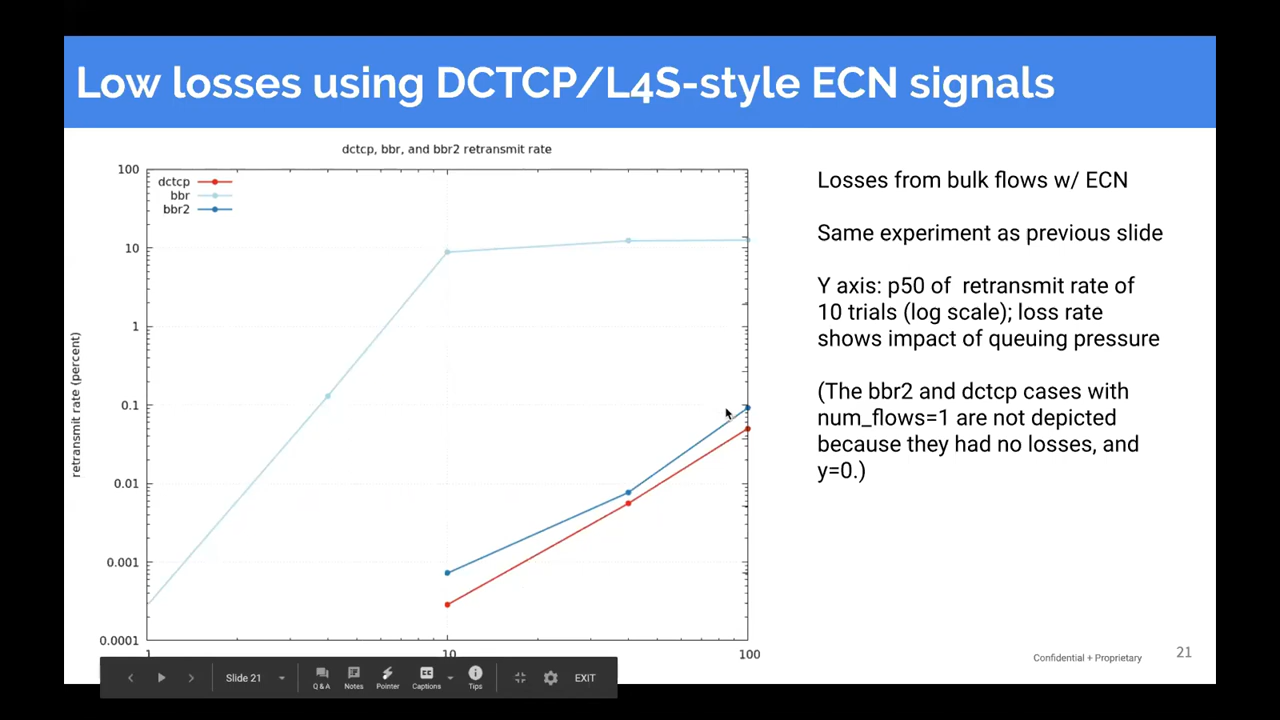 Low losses using DCTCP/L4S-style ECN signals
dctcp, bbr, and bbr2 retransmit rate
100
10
1
0.1
0.01
0.001
0.0001
retransmit rate (percent)
dctcp
bbr
bbr2
1
10
100
Losses from bulk flows w/ ECN
Same experiment as previous slide
Y axis: p50 of retransmit rate of
10 trials (log scale); loss rate
shows impact of queuing pressure
(The bbr2 and dctcp cases with
num_flows=1 are not depicted
because they had no losses, and
y=0.)
Confidential + Proprietary
21
Slide 21
Q & A
Notes
Pointer
CC
Captions
Tips
EXIT